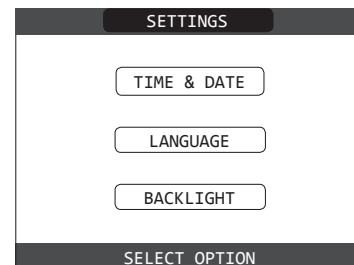 SETTINGS
TIME & DATE
LANGUAGE
BACKLIGHT
SELECT OPTION